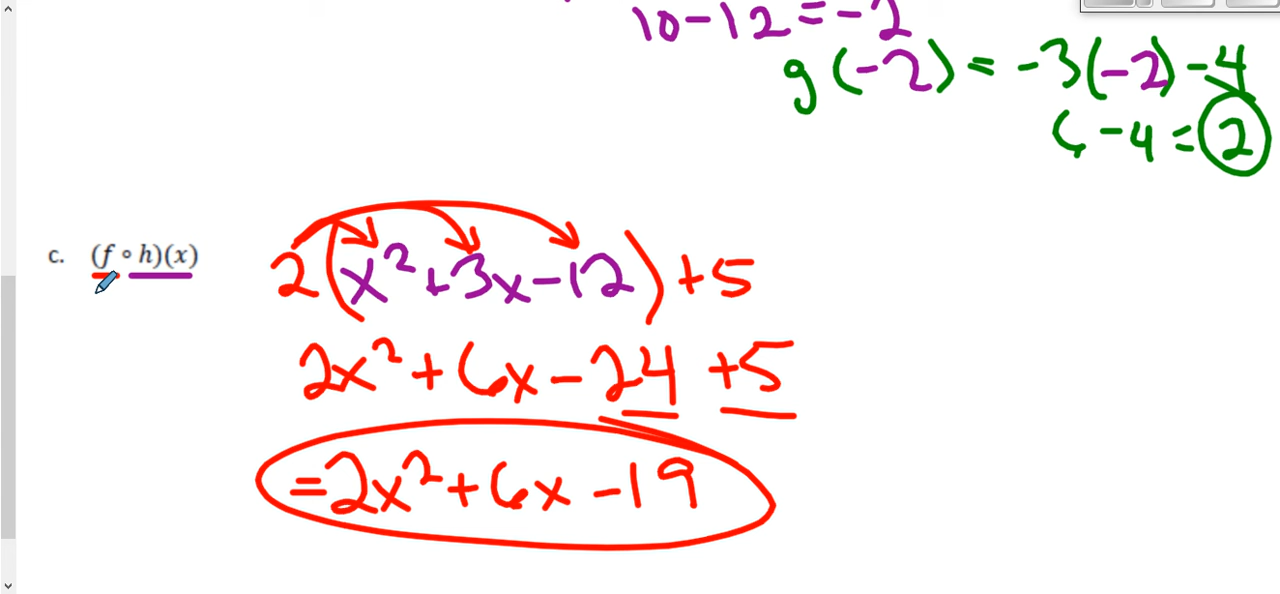 10-12=-2
g(-2) = -3(-2)-4
6-4=2
c. (f∘h)(x) 2(x²+3x-12)+5
2x²+6x-24+5
=2x²+6x-19